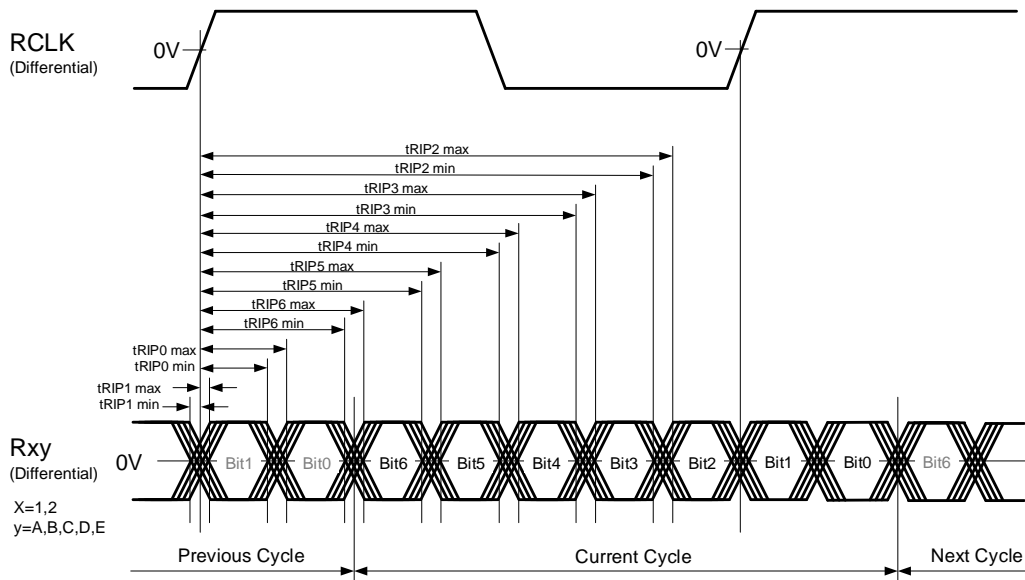 RCLK
(Differential)
0V
0V
tRIP2 max
tRIP2 min
tRIP3 max
tRIP3 min
tRIP4 max
tRIP4 min
tRIP5 max
tRIP5 min
tRIP6 max
tRIP6 min
tRIP0 max
tRIP0 min
tRIP1 max
tRIP1 min
Rxy
(Differential)
0V
Bit1 Bit0 Bit6 Bit5 Bit4 Bit3 Bit2 Bit1 Bit0 Bit6
X=1,2
y=A,B,C,D,E
Previous Cycle Current Cycle Next Cycle